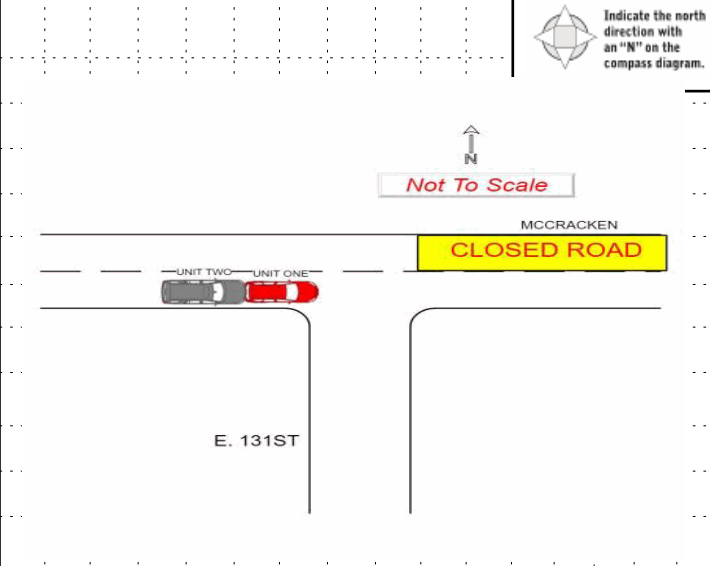 Indicate the north
direction with
an "N" on the
compass diagram.
N
Not To Scale
MCCRACKEN
CLOSED ROAD
UNIT TWO
UNIT ONE
E. 131ST